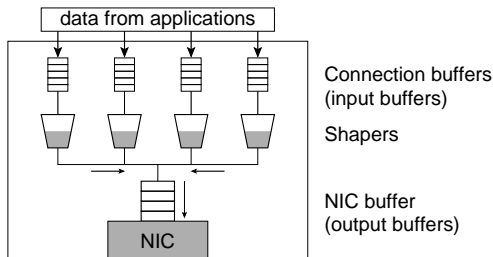 data from applications
Connection buffers
(input buffers)
Shapers
NIC buffer
(output buffers)
NIC